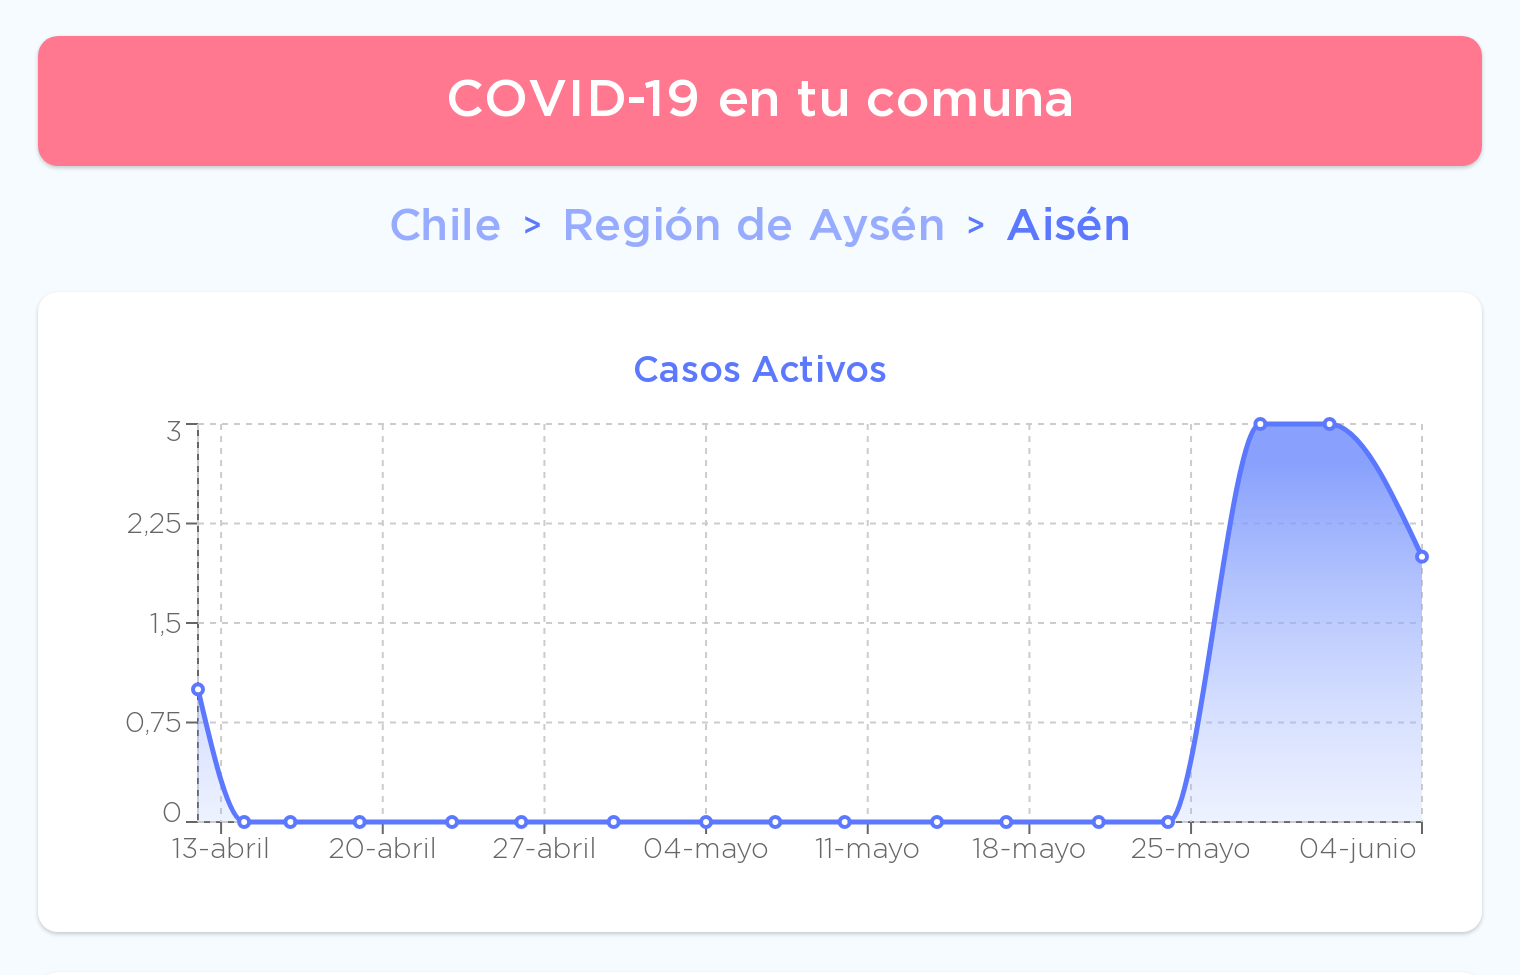 COVID-19 en tu comuna
Chile > Región de Aysén > Aisén
Casos Activos
3
2,25
1,5
0,75
0
13-abril 20-abril 27-abril 04-mayo 11-mayo 18-mayo 25-mayo 04-junio